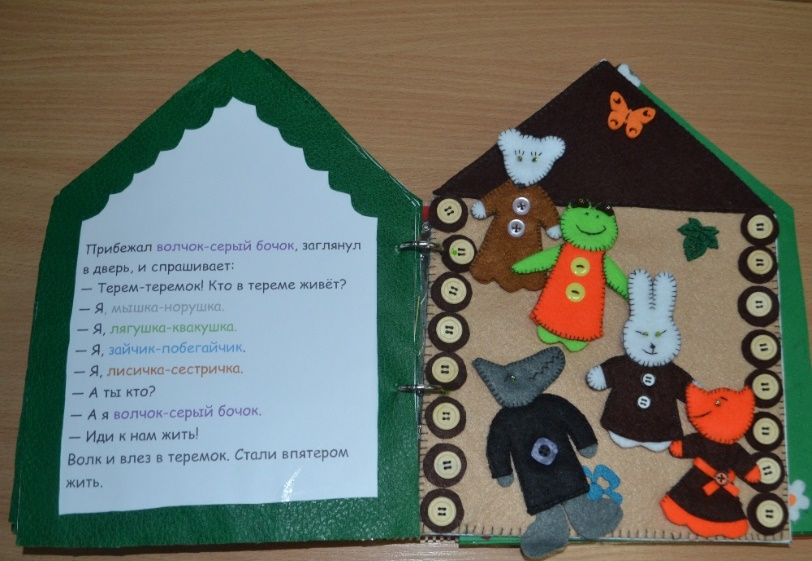 Прибежал волчок-серый бочок, заглянул
в дверь, и спрашивает:
— Терем-теремок! Кто в тереме живёт?
— Я, мышка-норушка.
— Я, лягушка-квакушка.
— Я, зайчик-побегайчик.
— Я, лисичка-сестричка.
— А ты кто?
— А я волчок-серый бочок.
— Иди к нам жить!
Волк и влез в теремок. Стали впятером
жить.